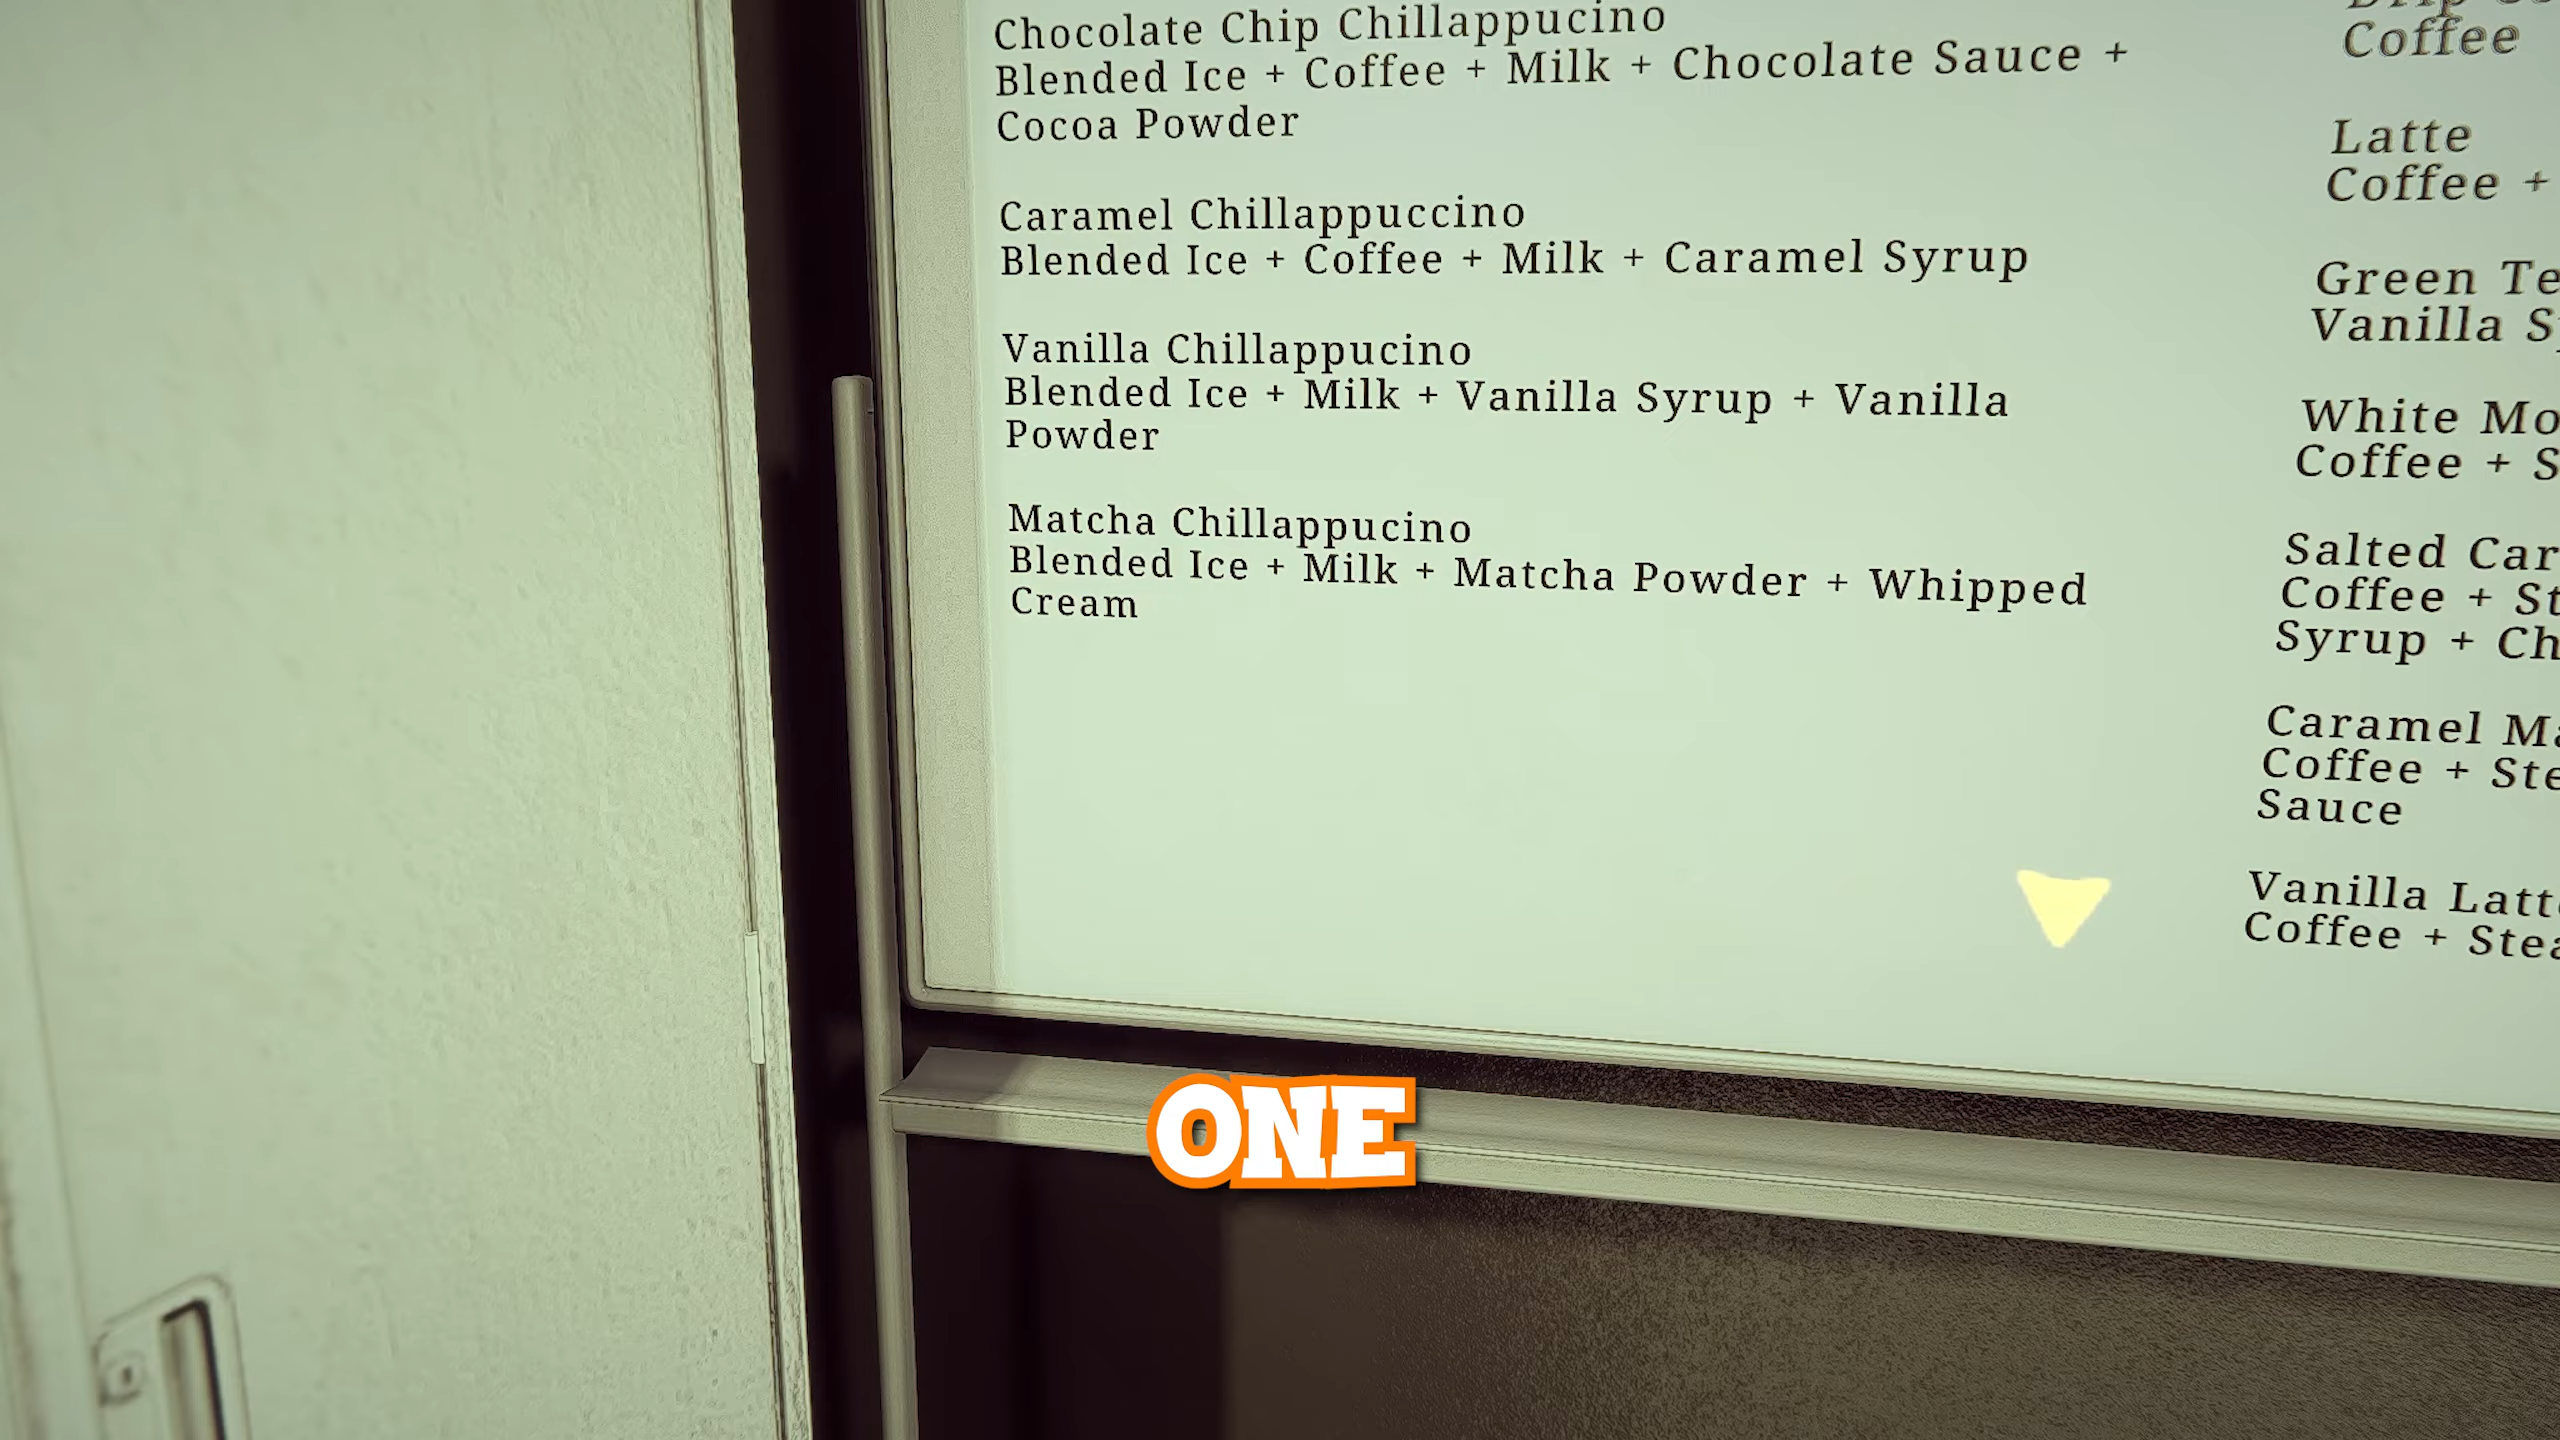 Chocolate Chip Chillappucino
Blended Ice + Coffee + Milk + Chocolate Sauce +
Cocoa Powder
Caramel Chillappuccino
Blended Ice + Coffee + Milk + Caramel Syrup
Vanilla Chillappucino
Blended Ice + Milk + Vanilla Syrup + Vanilla
Powder
Matcha Chillappucino
Blended Ice + Milk + Matcha Powder + Whipped
Cream
Coffee
Latte
Coffee +
Green Te
Vanilla S
White Mo
Coffee + S
Salted Car
Coffee + St
Syrup + Ch
Caramel Ma
Coffee + Ste
Sauce
Vanilla Latt
Coffee + Stea
ONE